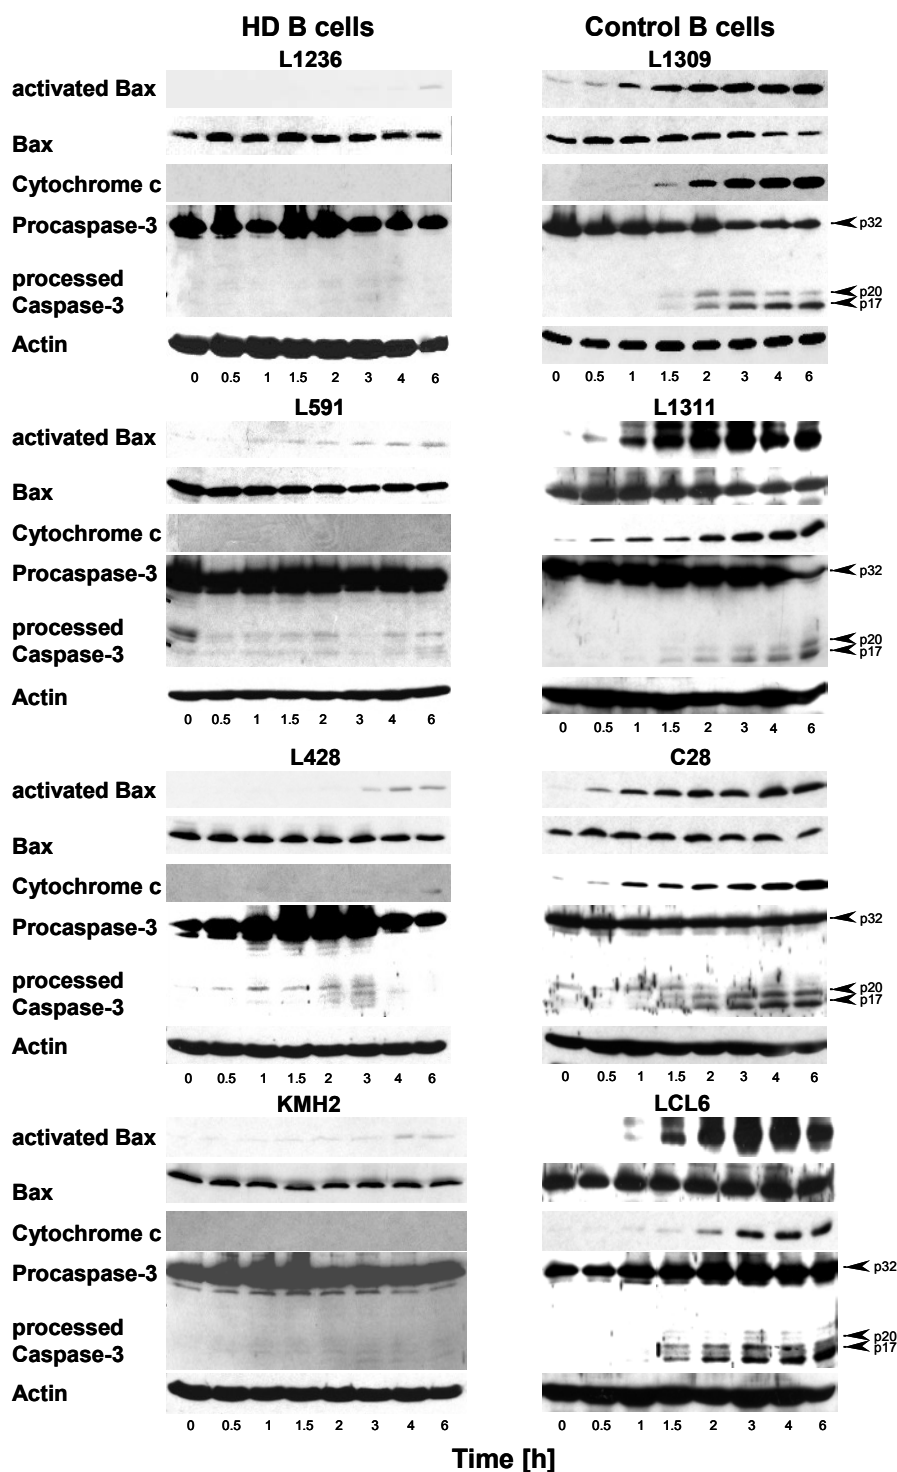 HD B cells Control B cells
L1236 L1309
activated Bax
Bax
Cytochrome c
Procaspase-3 p32
processed p20
Caspase-3 p17
Actin
0 0.5 1 1.5 2 3 4 6 0 0.5 1 1.5 2 3 4 6
L591 L1311
activated Bax
Bax
Cytochrome c
Procaspase-3 p32
processed p20
Caspase-3 p17
Actin
0 0.5 1 1.5 2 3 4 6 0 0.5 1 1.5 2 3 4 6
L428 C28
activated Bax
Bax
Cytochrome c
Procaspase-3 p32
processed p20
Caspase-3 p17
Actin
0 0.5 1 1.5 2 3 4 6 0 0.5 1 1.5 2 3 4 6
KMH2 LCL6
activated Bax
Bax
Cytochrome c
Procaspase-3 p32
processed p20
Caspase-3 p17
Actin
0 0.5 1 1.5 2 3 4 6 0 0.5 1 1.5 2 3 4 6
Time [h]